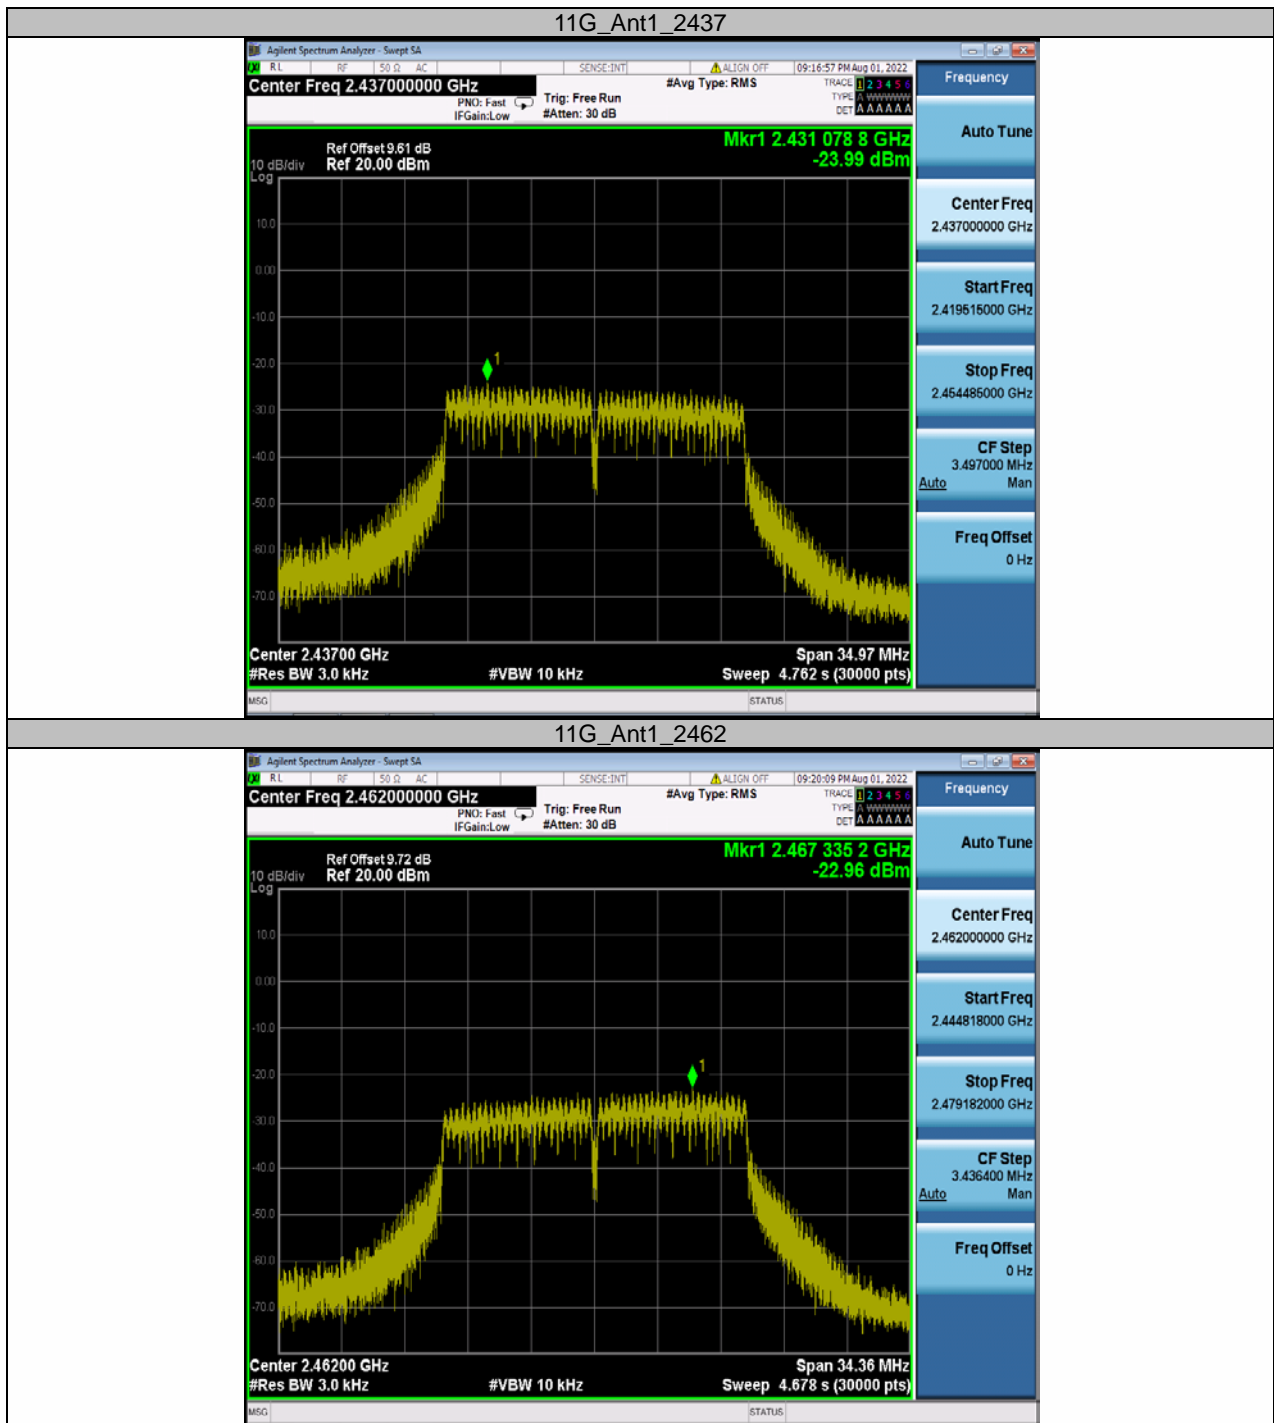 11G_Ant1_2437
Agilent Spectrum Analyzer - Swept SA
RL RF 50 Ω AC SENSE:INT ALIGN OFF 09:16:57 PM Aug 01, 2022
Center Freq 2.437000000 GHz #Avg Type: RMS TRACE 1 2 3 4 5 6
PNO: Fast Trig: Free Run TYPE A WWWWW
IFGain:Low #Atten: 30 dB DET A A A A A A
Frequency
Mkr1 2.431 078 8 GHz
Ref Offset 9.61 dB
10 dB/div Ref 20.00 dBm -23.99 dBm
Log
10.0
0.00
-10.0
-20.0
-30.0
-40.0
-50.0
-60.0
-70.0
1
Center 2.43700 GHz Span 34.97 MHz
#Res BW 3.0 kHz #VBW 10 kHz Sweep 4.762 s (30000 pts)
MSG STATUS
Auto Tune
Center Freq
2.437000000 GHz
Start Freq
2.419515000 GHz
Stop Freq
2.454485000 GHz
CF Step
3.497000 MHz
Auto Man
Freq Offset
0 Hz
11G_Ant1_2462
Agilent Spectrum Analyzer - Swept SA
RL RF 50 Ω AC SENSE:INT ALIGN OFF 09:20:09 PM Aug 01, 2022
Center Freq 2.462000000 GHz #Avg Type: RMS TRACE 1 2 3 4 5 6
PNO: Fast Trig: Free Run TYPE A WWWWW
IFGain:Low #Atten: 30 dB DET A A A A A A
Frequency
Mkr1 2.467 335 2 GHz
Ref Offset 9.72 dB
10 dB/div Ref 20.00 dBm -22.96 dBm
Log
10.0
0.00
-10.0
-20.0
-30.0
-40.0
-50.0
-60.0
-70.0
1
Center 2.46200 GHz Span 34.36 MHz
#Res BW 3.0 kHz #VBW 10 kHz Sweep 4.678 s (30000 pts)
MSG STATUS
Auto Tune
Center Freq
2.462000000 GHz
Start Freq
2.444818000 GHz
Stop Freq
2.479182000 GHz
CF Step
3.436400 MHz
Auto Man
Freq Offset
0 Hz